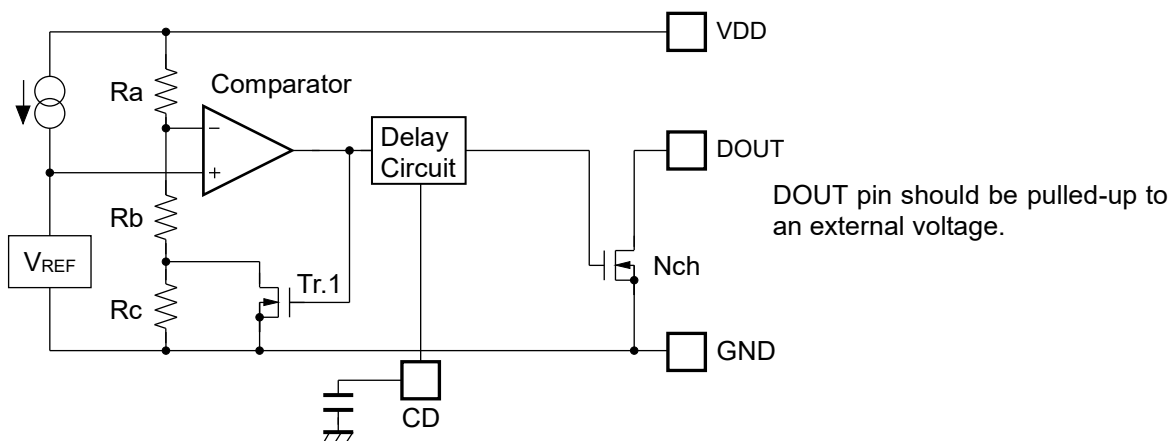 VDD
Ra
Comparator
−
+
Delay
Circuit
DOUT
DOUT pin should be pulled-up to
an external voltage.
Rb
VREF
Tr.1
Nch
Rc
GND
CD